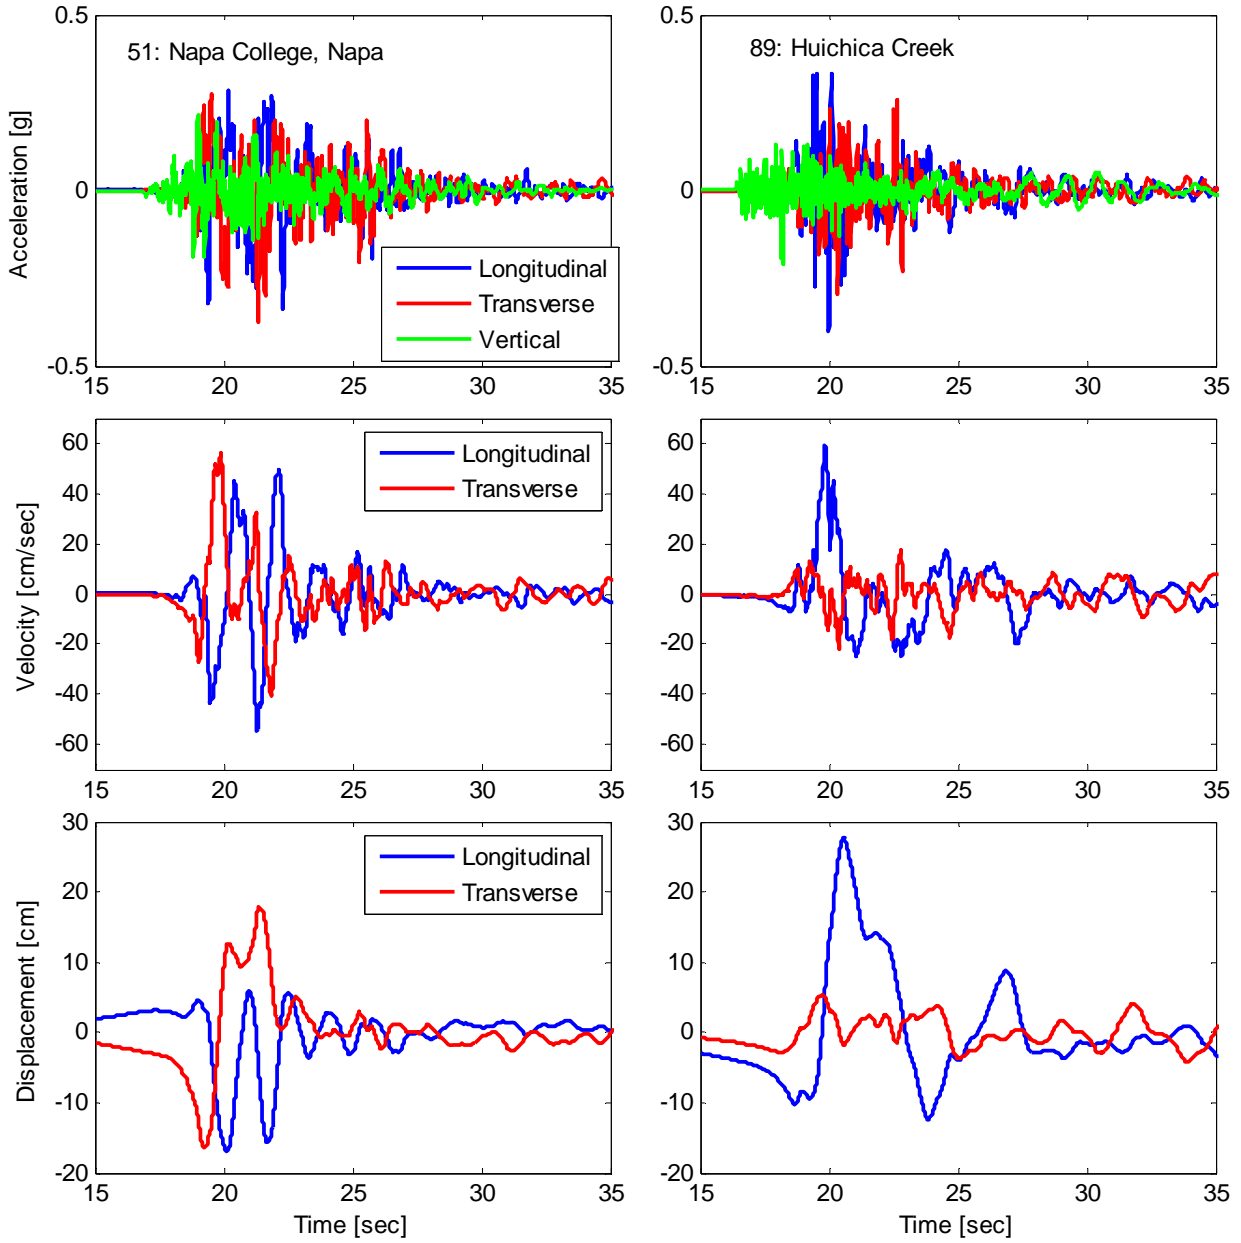 0.5
51: Napa College, Napa
Acceleration [g]
0
Longitudinal
Transverse
Vertical
-0.5
15 20 25 30 35
0.5
89: Huichica Creek
0
-0.5
15 20 25 30 35
60
Longitudinal
40
Transverse
20
Velocity [cm/sec]
0
-20
-40
-60
15 20 25 30 35
60
40
20
0
-20
-40
-60
15 20 25 30 35
30
Longitudinal
20
Transverse
10
Displacement [cm]
0
-10
-20
15 20 25 30 35
Time [sec]
30
20
10
0
-10
-20
15 20 25 30 35
Time [sec]